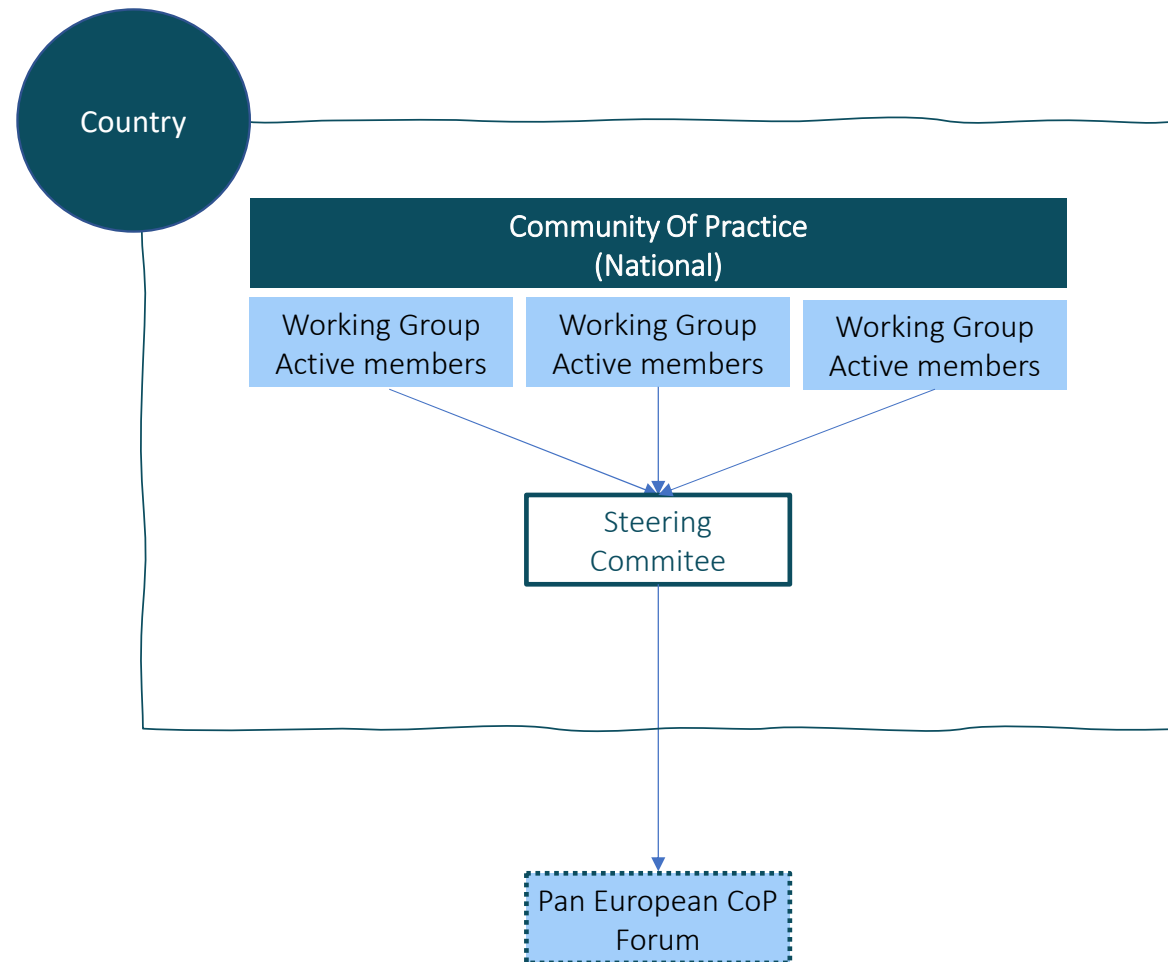 Country
Community Of Practice
(National)
Working Group
Active members
Working Group
Active members
Working Group
Active members
Steering
Commitee
Pan European CoP
Forum